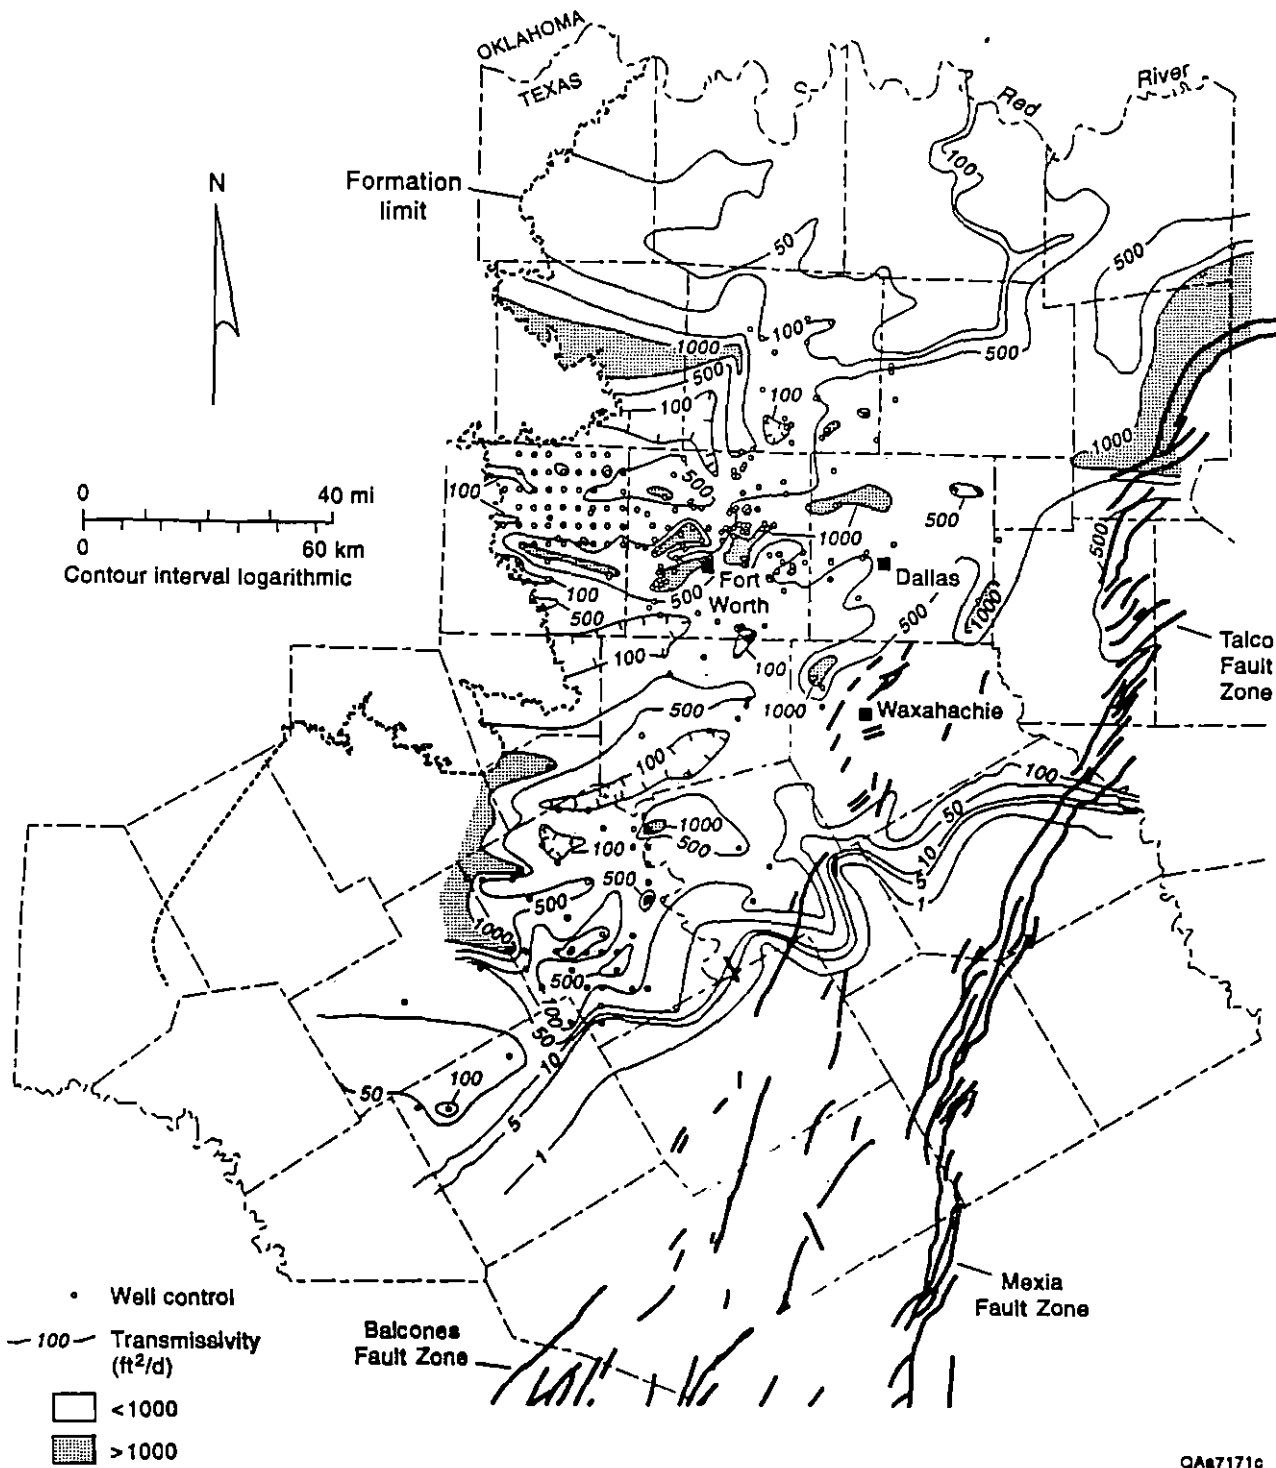 OKLAHOMA
TEXAS
Red
River
N
Formation
limit
100
500
50
100
500
1000
500
100
100
1000
0 40 mi
0 60 km
Contour interval logarithmic
100
500
1000
500
500
100
500
Fort
Worth
Dallas
500
1000
500
Talco
Fault
Zone
100
100
1000
Waxahachie
500
100
100
50
10
5
1
1000
500
100
500
500
1000
500
100
50
10
50
100
5
1
Well control
100 Transmissivity
(ft²/d)
<1000
>1000
Balcones
Fault Zone
Mexia
Fault Zone
QAa7171c